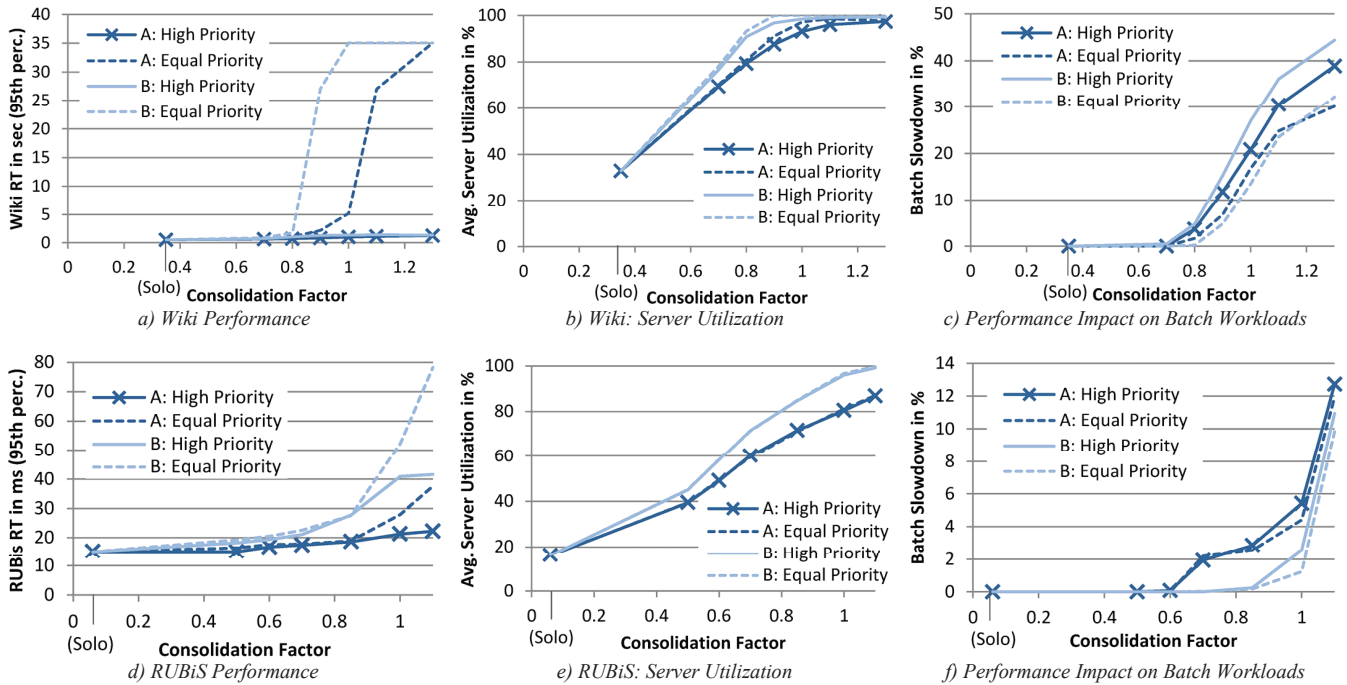 Wiki RT in sec (95th perc.)
40
35
30
25
20
15
10
5
0
A: High Priority
A: Equal Priority
B: High Priority
B: Equal Priority
0 0.2 0.4 0.6 0.8 1 1.2
(Solo) Consolidation Factor
a) Wiki Performance
Avg. Server Utilizaiton in %
100
80
60
40
20
0
A: High Priority
A: Equal Priority
B: High Priority
B: Equal Priority
0 0.2 0.4 0.6 0.8 1 1.2
(Solo) Consolidation Factor
b) Wiki: Server Utilization
Batch Slowdown in %
50
40
30
20
10
0
A: High Priority
A: Equal Priority
B: High Priority
B: Equal Priority
0 0.2 0.4 0.6 0.8 1 1.2
(Solo) Consolidation Factor
c) Performance Impact on Batch Workloads
RUBis RT in ms (95th perc.)
80
70
60
50
40
30
20
10
0
A: High Priority
A: Equal Priority
B: High Priority
B: Equal Priority
0 0.2 0.4 0.6 0.8 1
(Solo) Consolidation Factor
d) RUBiS Performance
Avg. Server Utilization in %
100
80
60
40
20
0
A: High Priority
A: Equal Priority
B: High Priority
B: Equal Priority
0 0.2 0.4 0.6 0.8 1
(Solo) Consolidation Factor
e) RUBiS: Server Utilization
Batch Slowdown in %
14
12
10
8
6
4
2
0
A: High Priority
A: Equal Priority
B: High Priority
B: Equal Priority
0 0.2 0.4 0.6 0.8 1
(Solo) Consolidation Factor
f) Performance Impact on Batch Workloads